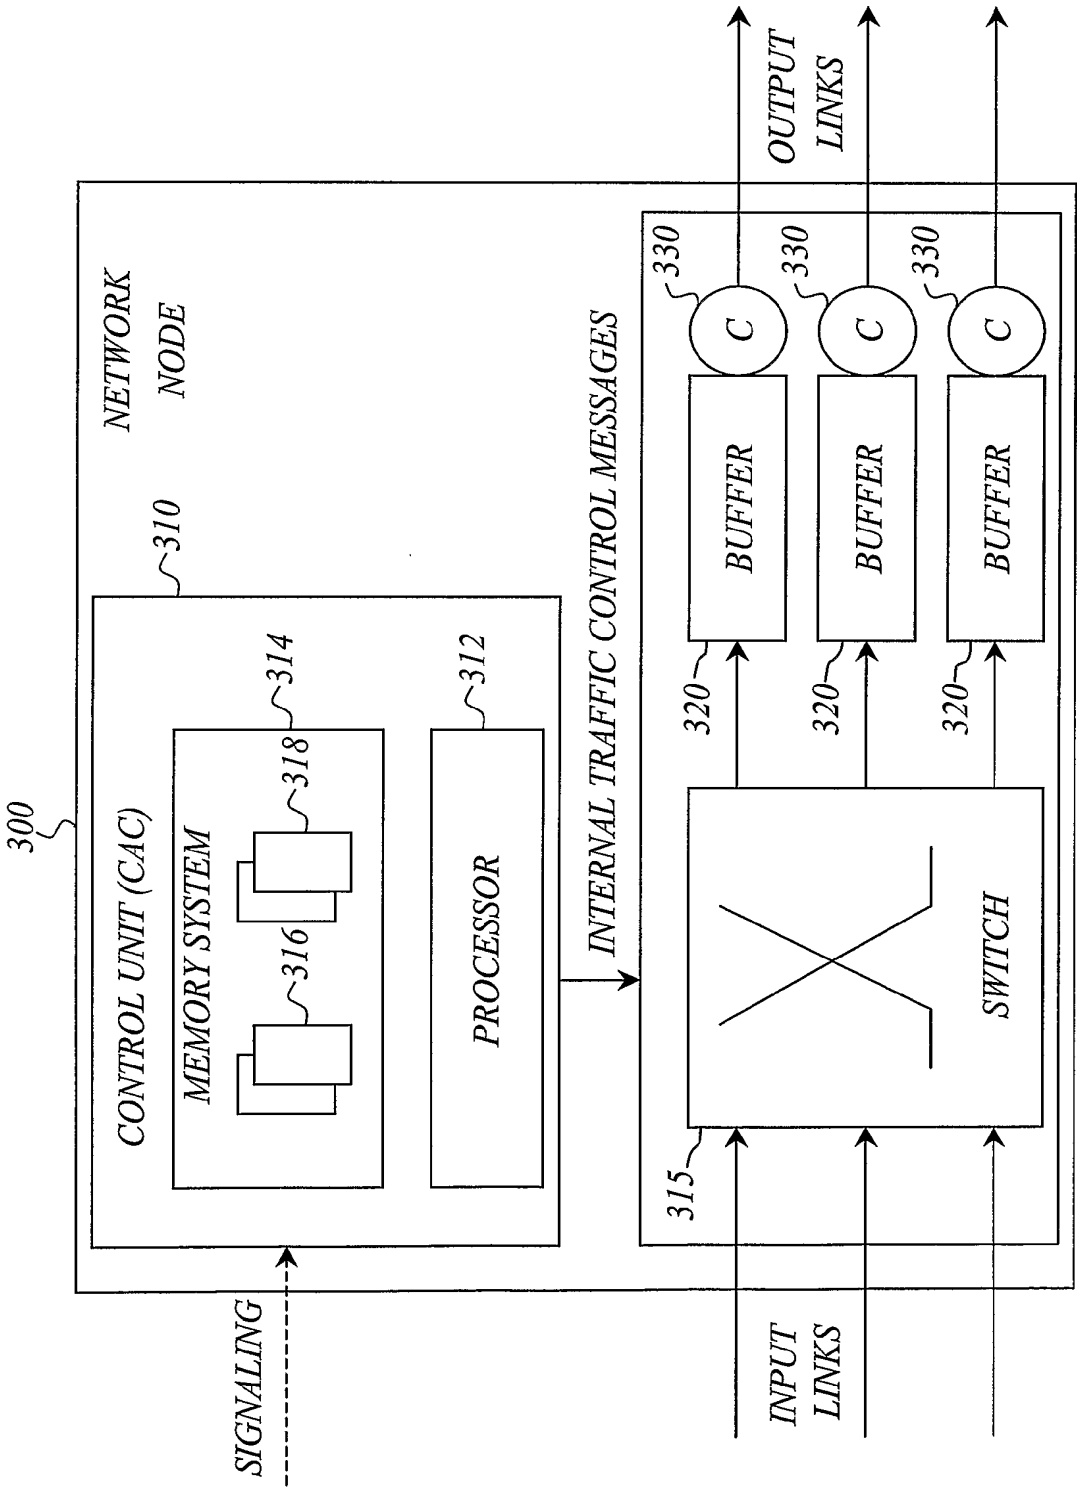 300
NETWORK
NODE
310
CONTROL UNIT (CAC)
SIGNALING
MEMORY SYSTEM
316
318
314
PROCESSOR
312
INTERNAL TRAFFIC CONTROL MESSAGES
INPUT
LINKS
315
SWITCH
320
BUFFER
C
330
320
BUFFER
C
330
320
BUFFER
C
330
OUTPUT
LINKS